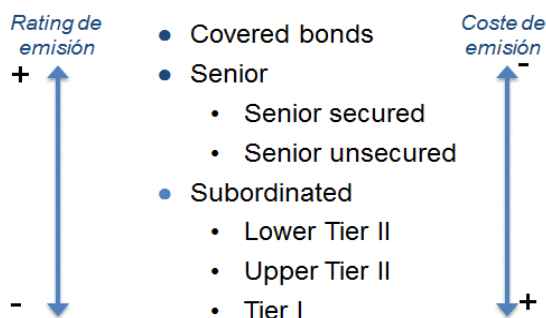 Rating de
emisión
+
-
● Covered bonds
● Senior
• Senior secured
• Senior unsecured
● Subordinated
• Lower Tier II
• Upper Tier II
• Tier I
Coste de
emisión
-
+